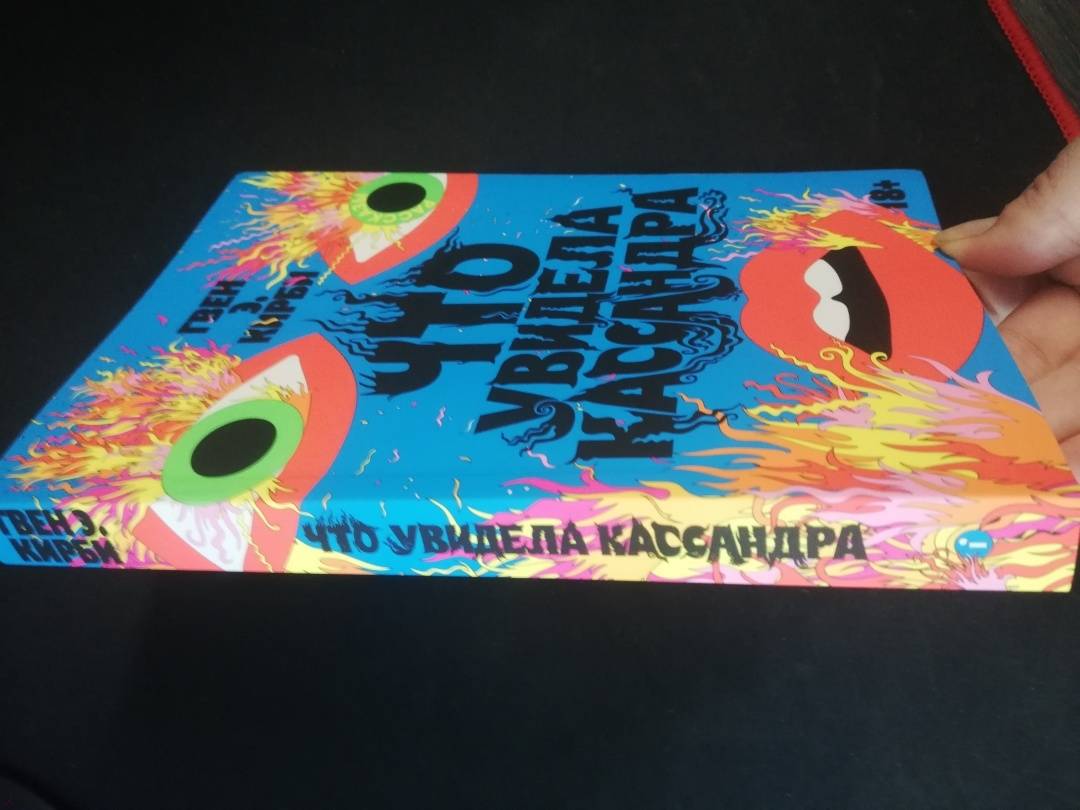 ГВЕН
Э.
КИРБИ
ЧТО
УВИДЕЛА
КАССАНДРА
18+
ГВЕН Э.
КИРБИ
ЧТО УВИДЕЛА КАССАНДРА